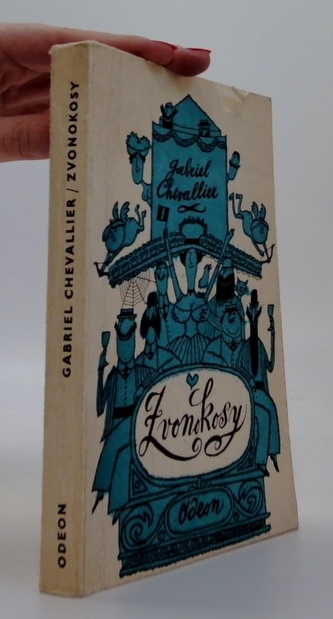 GABRIEL CHEVALLIER / ZVONOKOSY
ODEON
Gabriel
Chevallier
Zvonokosy
Odeon